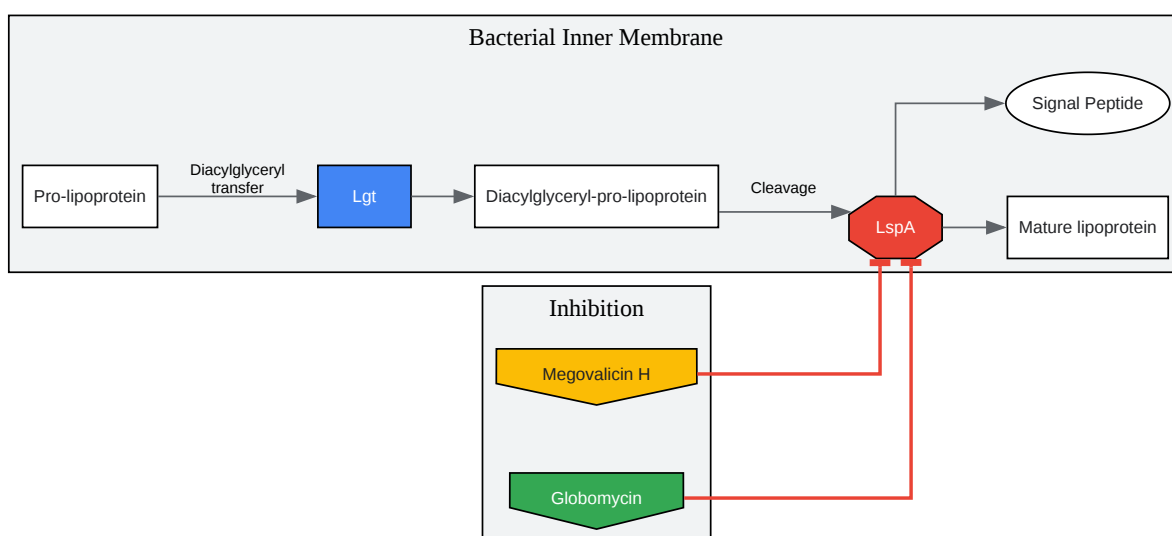 Bacterial Inner Membrane
Signal Peptide
Diacylglyceryl
transfer
Pro-lipoprotein
Lgt
Diacylglyceryl-pro-lipoprotein
Cleavage
LspA
Mature lipoprotein
Inhibition
Megovalicin H
Globomycin